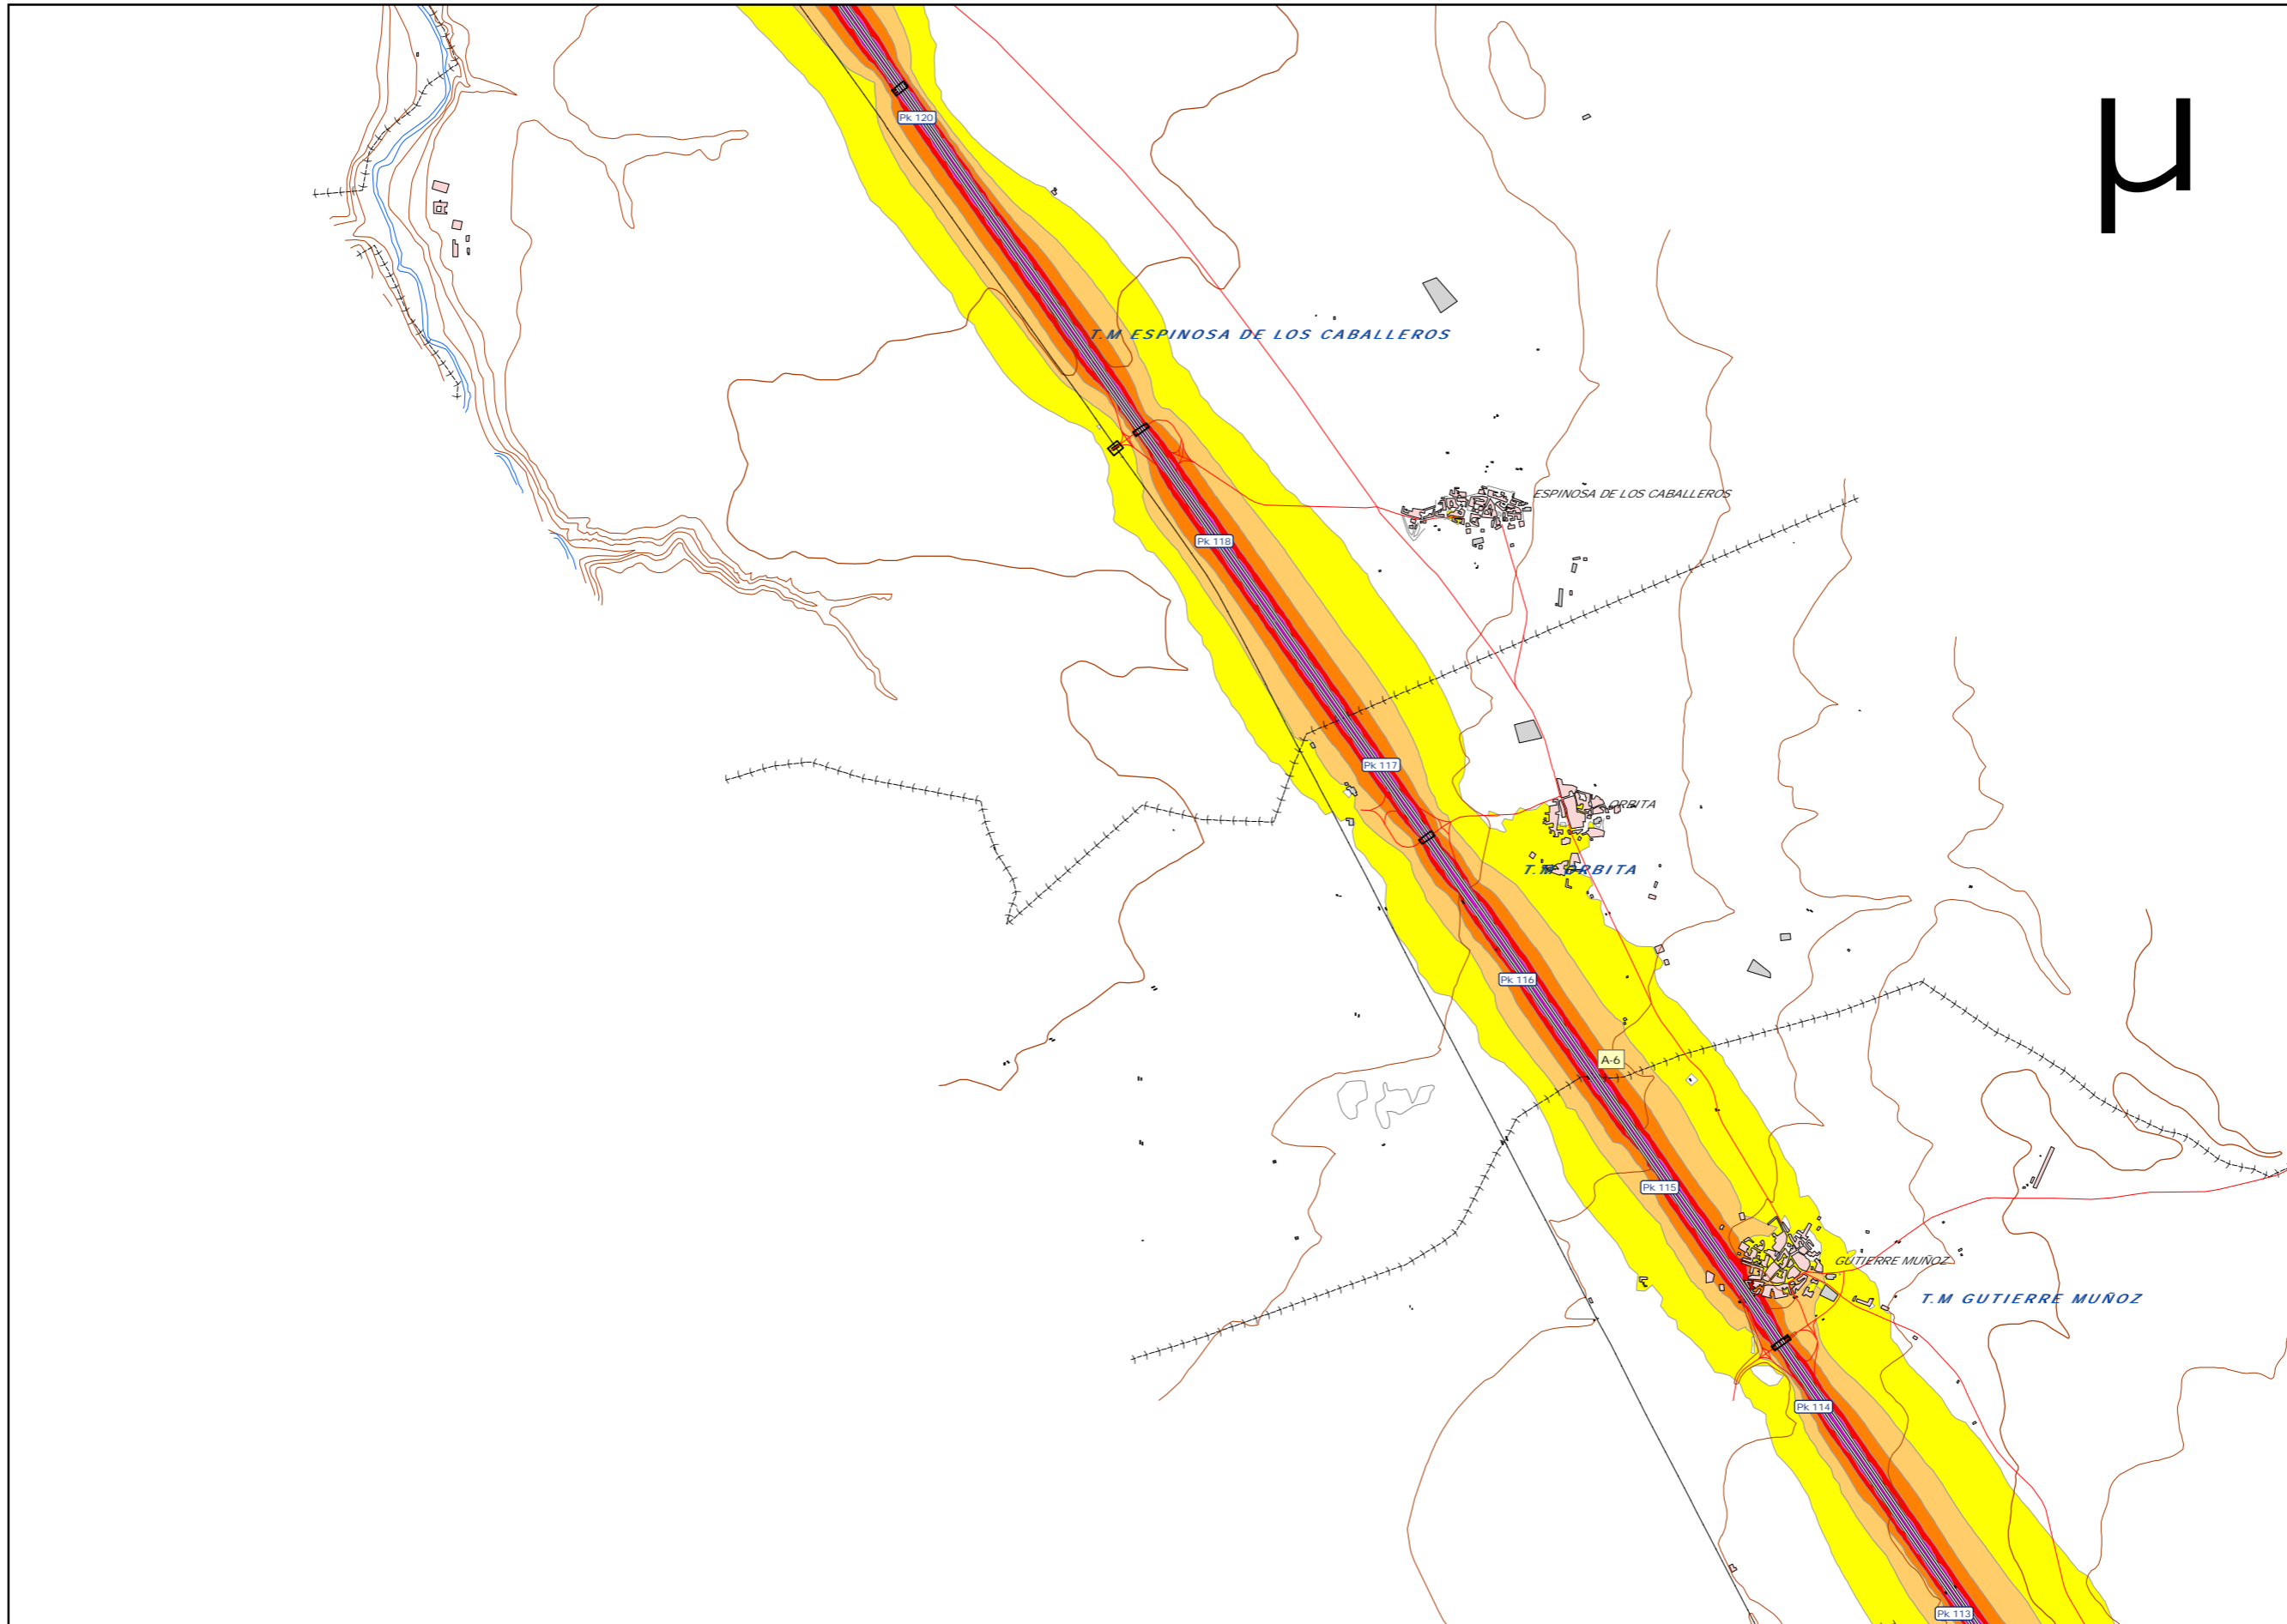 μ
Pk 120
T.M ESPINOSA DE LOS CABALLEROS
ESPINOSA DE LOS CABALLEROS
Pk 118
Pk 117
ORBITA
T.M ORBITA
Pk 116
A-6
Pk 115
GUTIERRE MUÑOZ
T.M GUTIERRE MUÑOZ
Pk 114
Pk 113